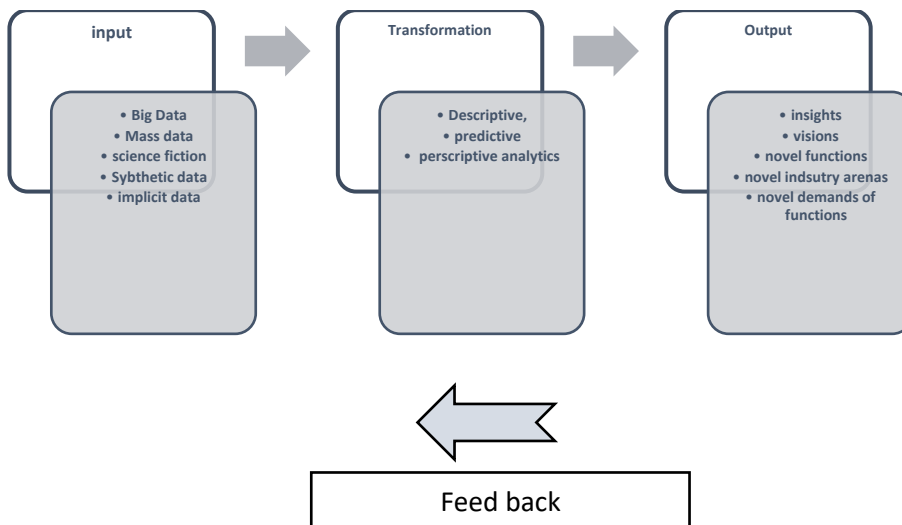 input
• Big Data
• Mass data
• science fiction
• Sybthetic data
• implicit data
Transformation
• Descriptive,
• predictive
• perscriptive analytics
Output
• insights
• visions
• novel functions
• novel indsutry arenas
• novel demands of
functions
Feed back